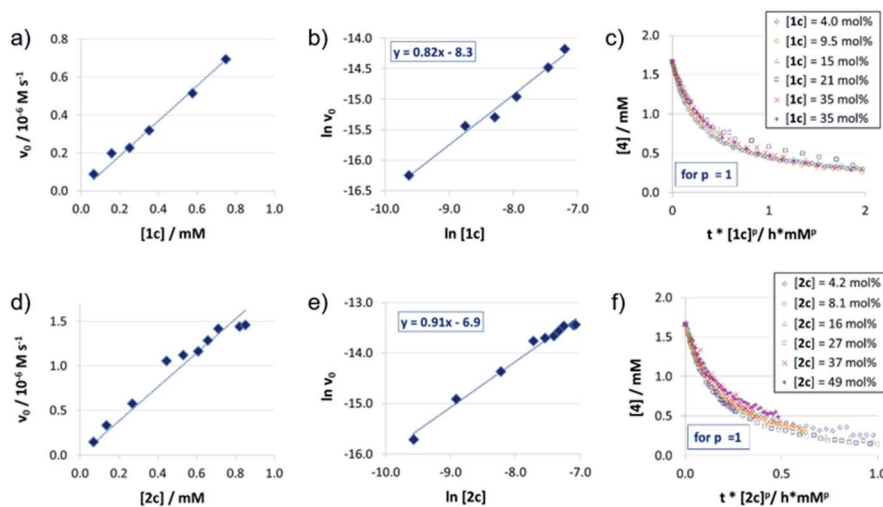 a)
v₀ / 10⁻⁶ M s⁻¹
0.8
0.6
0.4
0.2
0.0
0.0 0.2 0.4 0.6 0.8 1.0
[1c] / mM
b)
y = 0.82x - 8.3
ln v₀
-14.0
-14.5
-15.0
-15.5
-16.0
-16.5
-10.0 -9.0 -8.0 -7.0
ln [1c]
c)
[4] / mM
2.0
1.5
1.0
0.5
0.0
0 1 2
t * [1c]ᵖ/ h*mMᵖ
[1c] = 4.0 mol%
[1c] = 9.5 mol%
[1c] = 15 mol%
[1c] = 21 mol%
[1c] = 35 mol%
[1c] = 35 mol%
for p = 1
d)
v₀ / 10⁻⁶ M s⁻¹
1.5
1.0
0.5
0.0
0.0 0.2 0.4 0.6 0.8 1.0
[2c] / mM
e)
y = 0.91x - 6.9
ln v₀
-13.0
-14.0
-15.0
-16.0
-10.0 -9.0 -8.0 -7.0
ln [2c]
f)
[4] / mM
2.0
1.5
1.0
0.5
0.0
0.0 0.5 1.0
t * [2c]ᵖ/ h*mMᵖ
[2c] = 4.2 mol%
[2c] = 8.1 mol%
[2c] = 16 mol%
[2c] = 27 mol%
[2c] = 37 mol%
[2c] = 49 mol%
for p =1